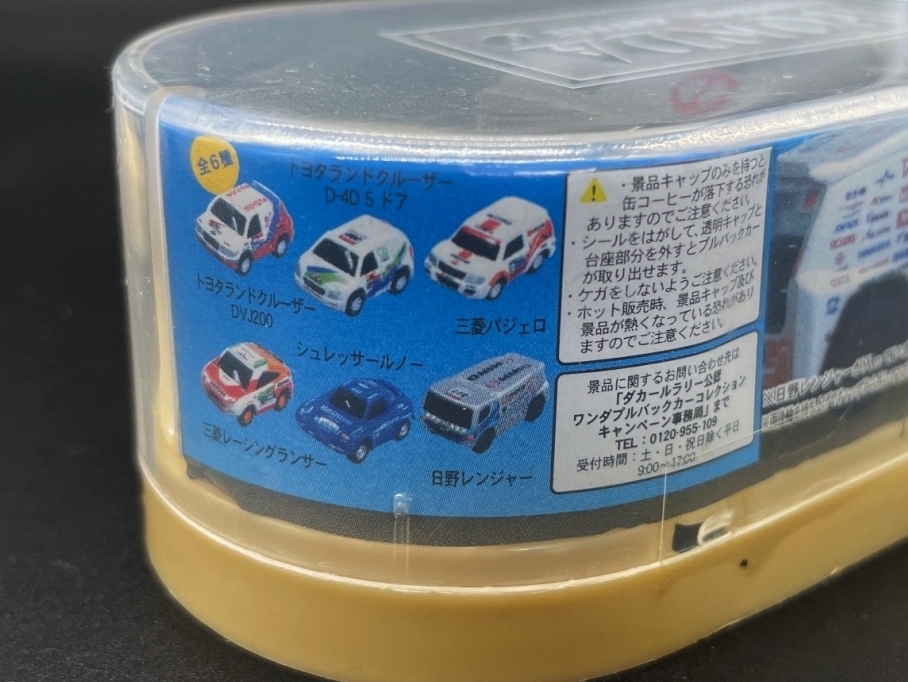 全6種
トヨタランドクルーザー
D-4D 5ドア
トヨタランドクルーザー
DVJ200
三菱パジェロ
シュレッサールノー
三菱レーシングランサー
日野レンジャー
・景品キャップのみを持つと
缶コーヒーが落下する恐れが
ありますのでご注意ください。
・シールをはがして、透明キャップと
台座部分を外すとプルバックカー
が取り出せます。
・ケガをしないようご注意ください。
・ホット販売時、景品キャップ及び
景品が熱くなっている恐れがあり
ますのでご注意ください。
景品に関するお問い合わせ先は
「ダカールラリー公認
ワンダプルバックカーコレクション
キャンペーン事務局」まで
TEL:0120-955-109
受付時間:土・日・祝日除く平日
9:00~17:00
※日野レンジャーが